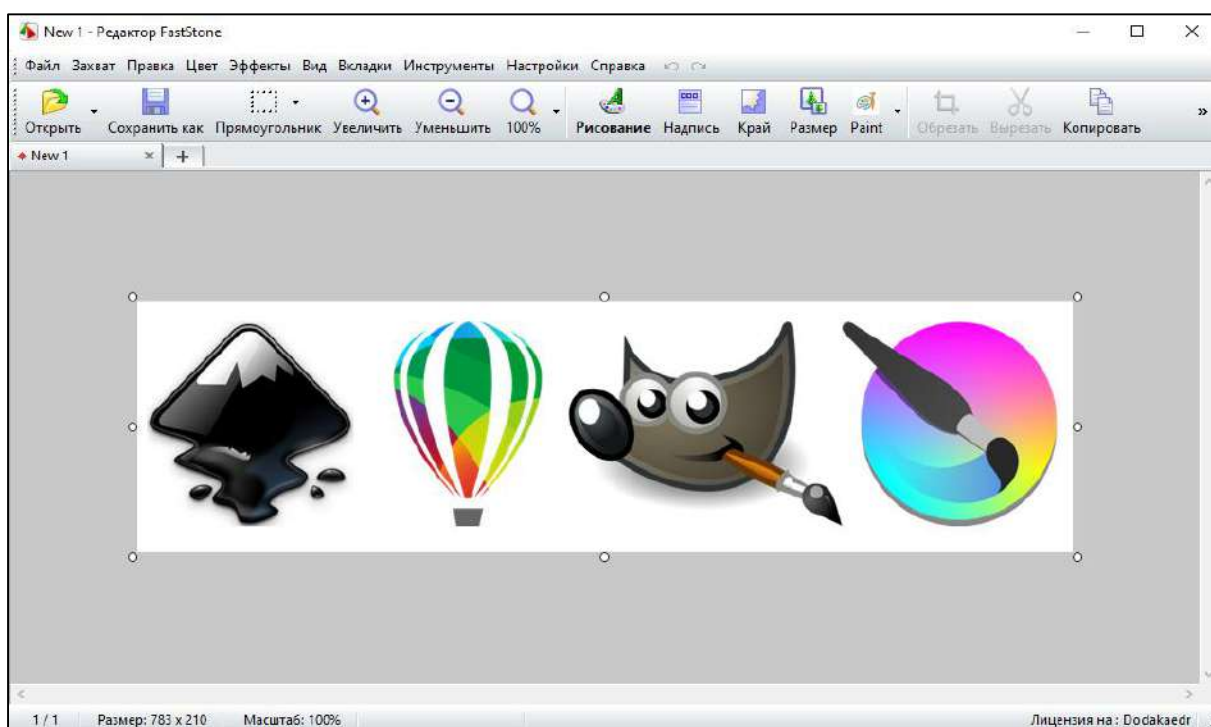 New 1 - Редактор FastStone
Файл Захват Правка Цвет Эффекты Вид Вкладки Инструменты Настройки Справка
Открыть Сохранить как Прямоугольник Увеличить Уменьшить 100% Рисование Надпись Край Размер Paint Обрезать Вырезать Копировать »
New 1
1 / 1 Размер: 783 x 210 Масштаб: 100% Лицензия на : Dodakaedr